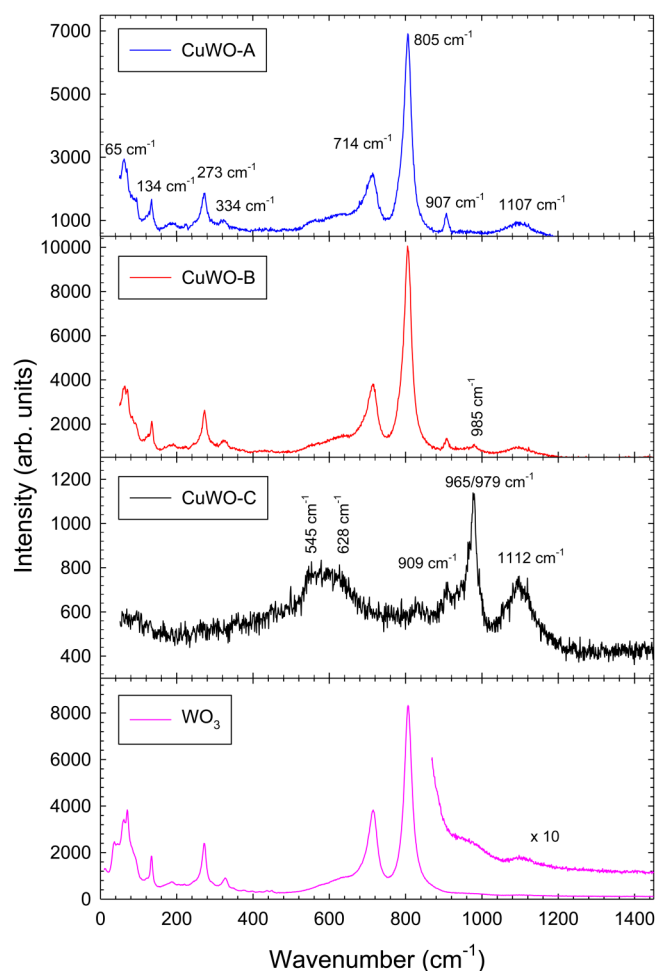 7000
5000
3000
1000
CuWO-A
805 cm⁻¹
65 cm⁻¹
134 cm⁻¹
273 cm⁻¹
334 cm⁻¹
714 cm⁻¹
907 cm⁻¹
1107 cm⁻¹
10000
8000
6000
4000
2000
CuWO-B
985 cm⁻¹
Intensity (arb. units)
1200
1000
800
600
400
CuWO-C
545 cm⁻¹
628 cm⁻¹
965/979 cm⁻¹
909 cm⁻¹
1112 cm⁻¹
8000
6000
4000
2000
0
WO₃
x 10
0 200 400 600 800 1000 1200 1400
Wavenumber (cm⁻¹)